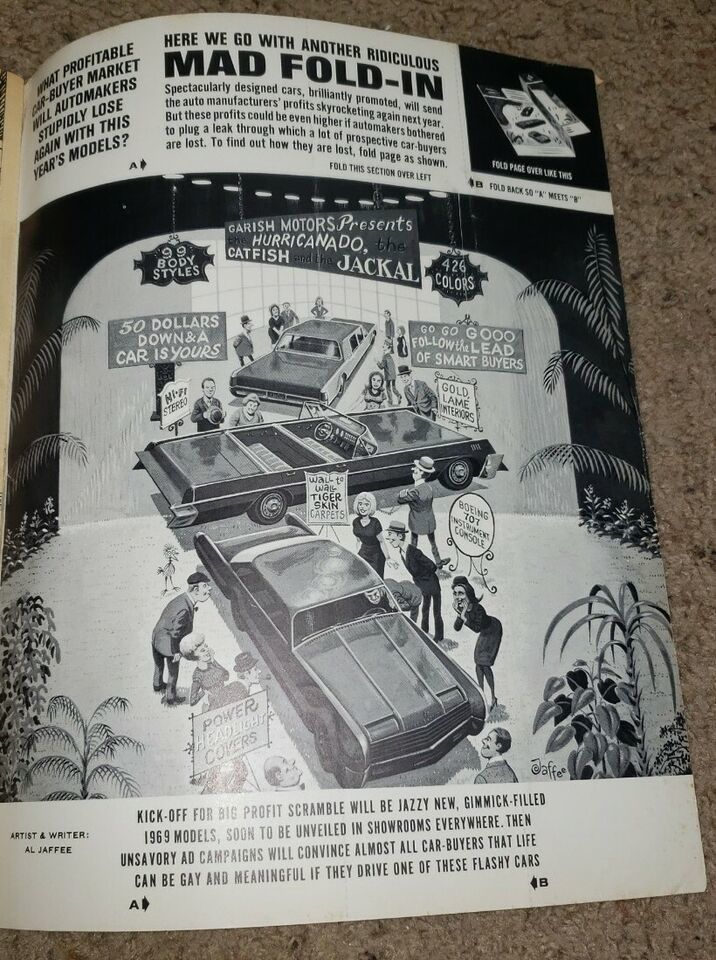 WHAT PROFITABLE
CAR-BUYER MARKET
WILL AUTOMAKERS
STUPIDLY LOSE
AGAIN WITH THIS
YEAR'S MODELS?
HERE WE GO WITH ANOTHER RIDICULOUS
MAD FOLD-IN
Spectacularly designed cars, brilliantly promoted, will send
the auto manufacturers' profits skyrocketing again next year.
But these profits could be even higher if automakers bothered
to plug a leak through which a lot of prospective car-buyers
are lost. To find out how they are lost, fold page as shown.
FOLD THIS SECTION OVER LEFT
A
FOLD PAGE OVER LIKE THIS
B FOLD BACK SO "A" MEETS "B"
GARISH MOTORS Presents
the HURRICANADO, the
CATFISH and the JACKAL
99
BODY
STYLES
426
COLORS
50 DOLLARS
DOWN & A
CAR IS YOURS
GO GO GOOO
FOLLOW the LEAD
OF SMART BUYERS
HI-FI
STEREO
GOLD
LAMÉ
INTERIORS
WALL to
WALL
TIGER
SKIN
CARPETS
BOEING
707
INSTRUMENT
CONSOLE
POWER
HEADLIGHT
COVERS
Jaffee
ARTIST & WRITER:
AL JAFFEE
KICK-OFF FOR BIG PROFIT SCRAMBLE WILL BE JAZZY NEW, GIMMICK-FILLED
1969 MODELS, SOON TO BE UNVEILED IN SHOWROOMS EVERYWHERE. THEN
UNSAVORY AD CAMPAIGNS WILL CONVINCE ALMOST ALL CAR-BUYERS THAT LIFE
CAN BE GAY AND MEANINGFUL IF THEY DRIVE ONE OF THESE FLASHY CARS
A
B